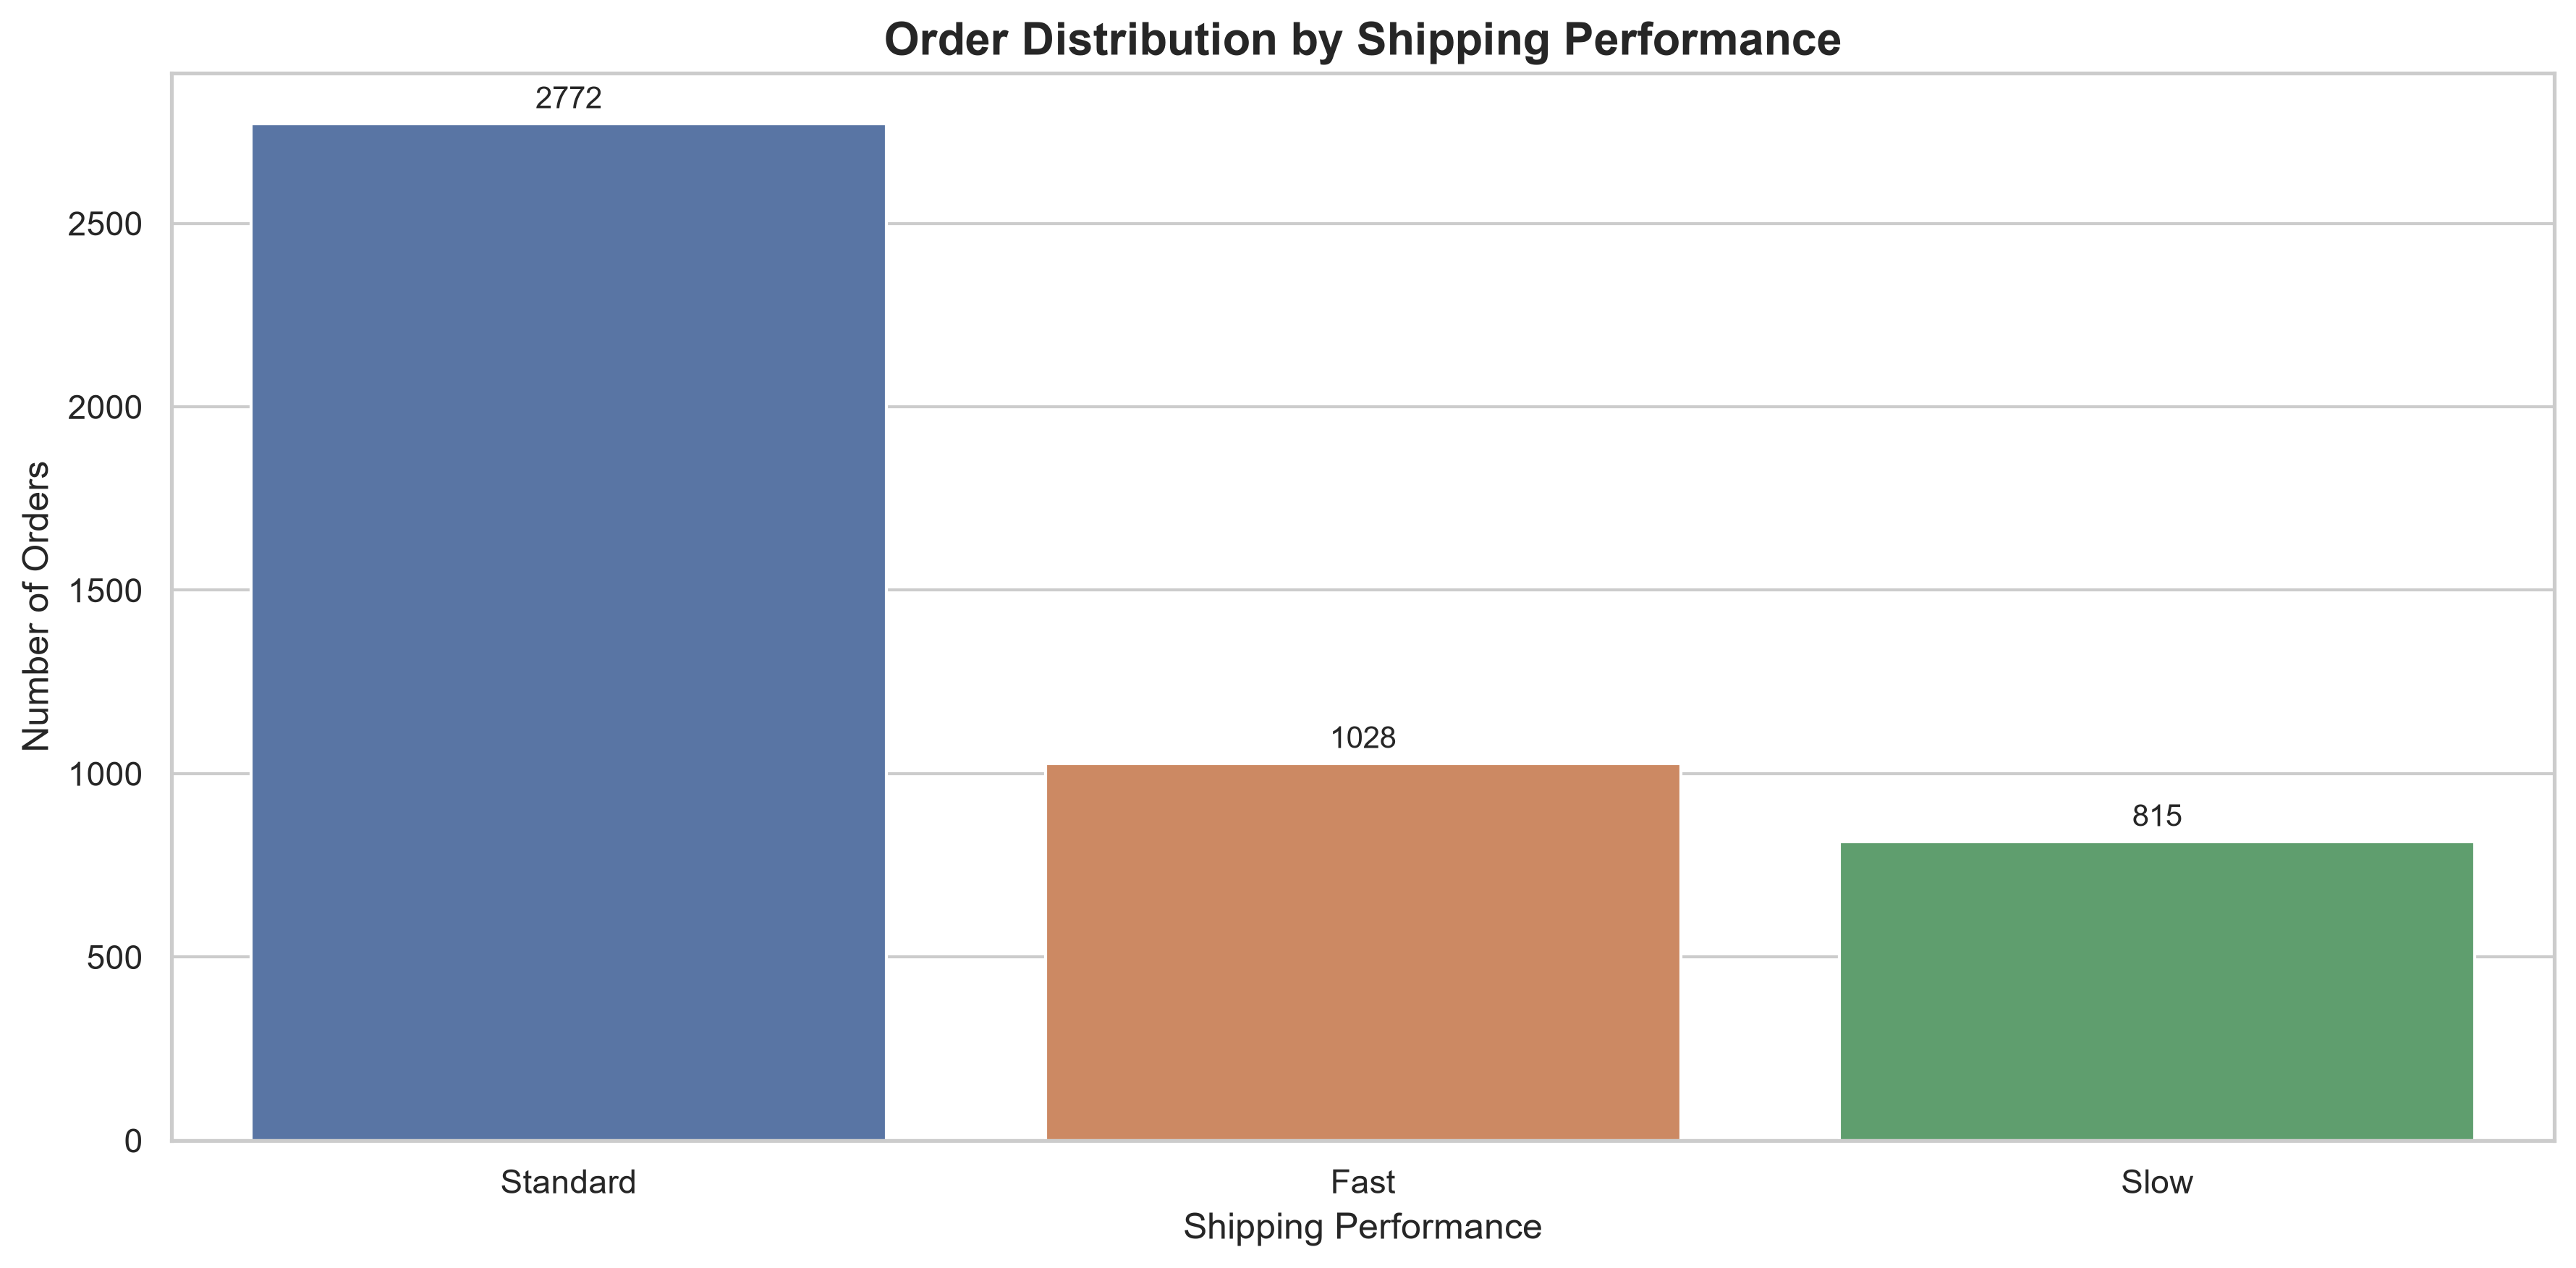 Order Distribution by Shipping Performance
2772
2500
2000
1500
1028
1000
815
500
0
Number of Orders
Standard
Fast
Slow
Shipping Performance